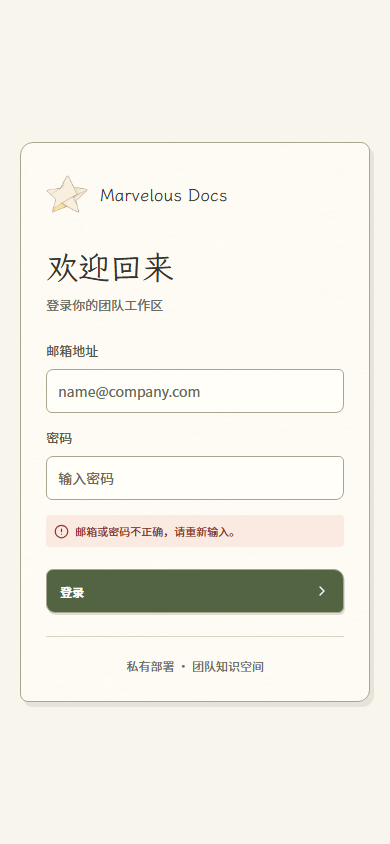 Marvelous Docs
欢迎回来
登录你的团队工作区
邮箱地址
name@company.com
密码
输入密码
邮箱或密码不正确，请重新输入。
登录
私有部署 · 团队知识空间